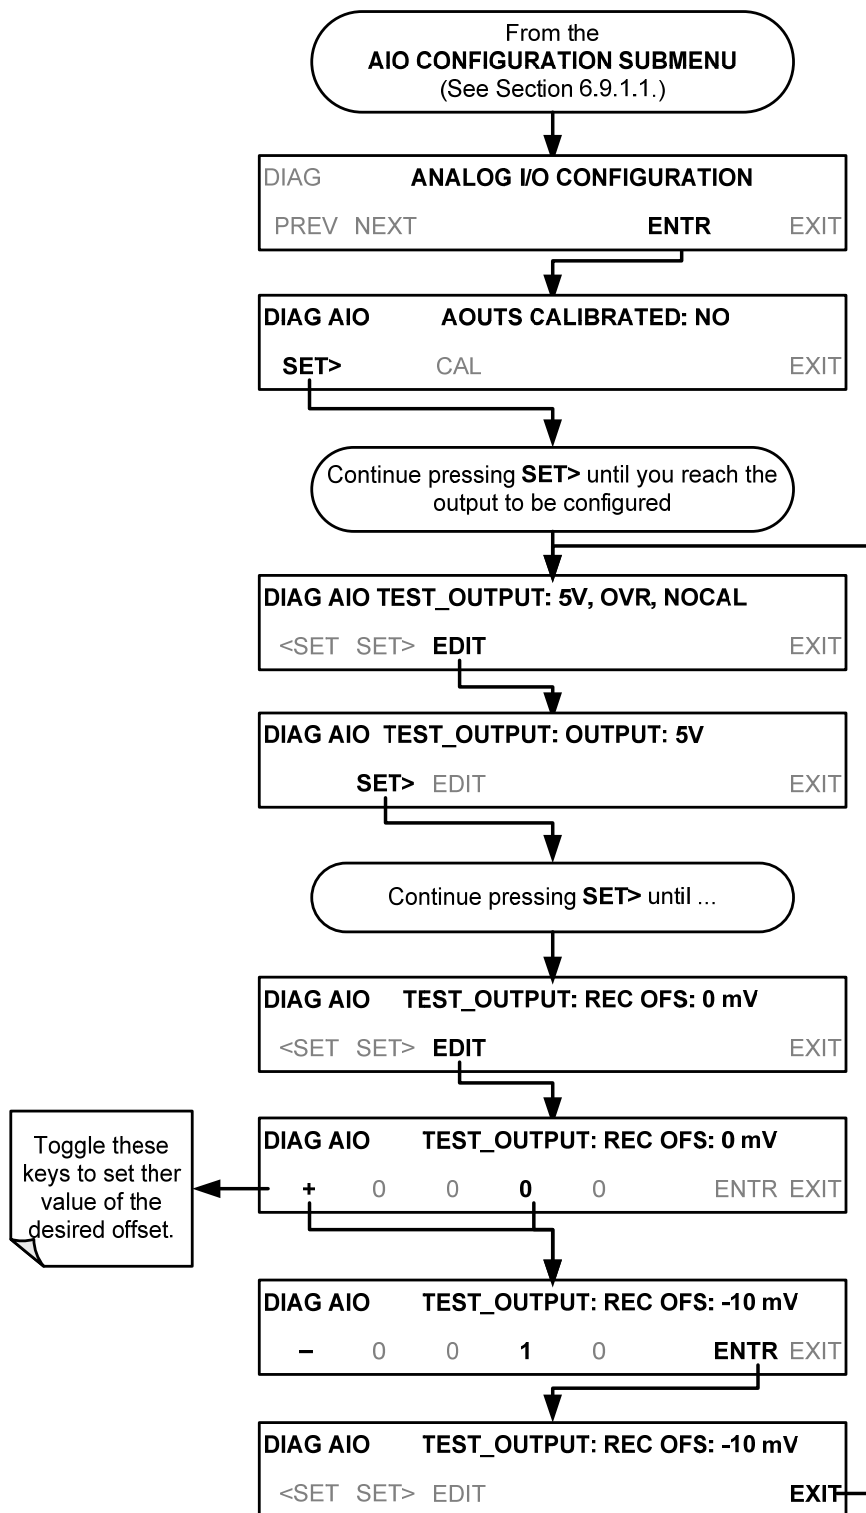 From the
AIO CONFIGURATION SUBMENU
(See Section 6.9.1.1.)
DIAG ANALOG I/O CONFIGURATION
PREV NEXT ENTR EXIT
DIAG AIO AOUTS CALIBRATED: NO
SET> CAL EXIT
Continue pressing SET> until you reach the
output to be configured
DIAG AIO TEST_OUTPUT: 5V, OVR, NOCAL
<SET SET> EDIT EXIT
DIAG AIO TEST_OUTPUT: OUTPUT: 5V
SET> EDIT EXIT
Continue pressing SET> until ...
DIAG AIO TEST_OUTPUT: REC OFS: 0 mV
<SET SET> EDIT EXIT
Toggle these
keys to set ther
value of the
desired offset.
DIAG AIO TEST_OUTPUT: REC OFS: 0 mV
+ 0 0 0 0 ENTR EXIT
DIAG AIO TEST_OUTPUT: REC OFS: -10 mV
– 0 0 1 0 ENTR EXIT
DIAG AIO TEST_OUTPUT: REC OFS: -10 mV
<SET SET> EDIT EXIT